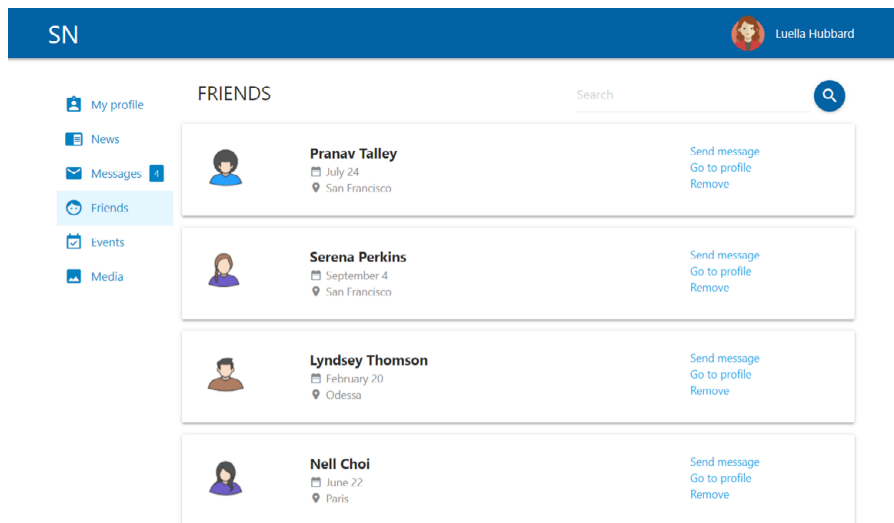 SN
Luella Hubbard
My profile
News
Messages 4
Friends
Events
Media
FRIENDS
Search
Pranav Talley
July 24
San Francisco
Send message
Go to profile
Remove
Serena Perkins
September 4
San Francisco
Send message
Go to profile
Remove
Lyndsey Thomson
February 20
Odessa
Send message
Go to profile
Remove
Nell Choi
June 22
Paris
Send message
Go to profile
Remove